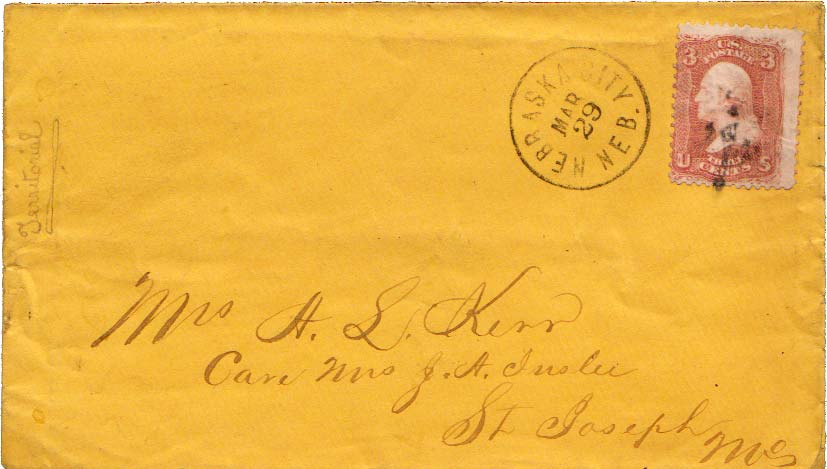 Territorial
NEBRASKA CITY NEB.
MAR
29
3 U.S. 3
POSTAGE
THREE
U CENTS S
Mrs H. L. Kerr
Care Mrs J. A. Inslee
St Joseph Mo